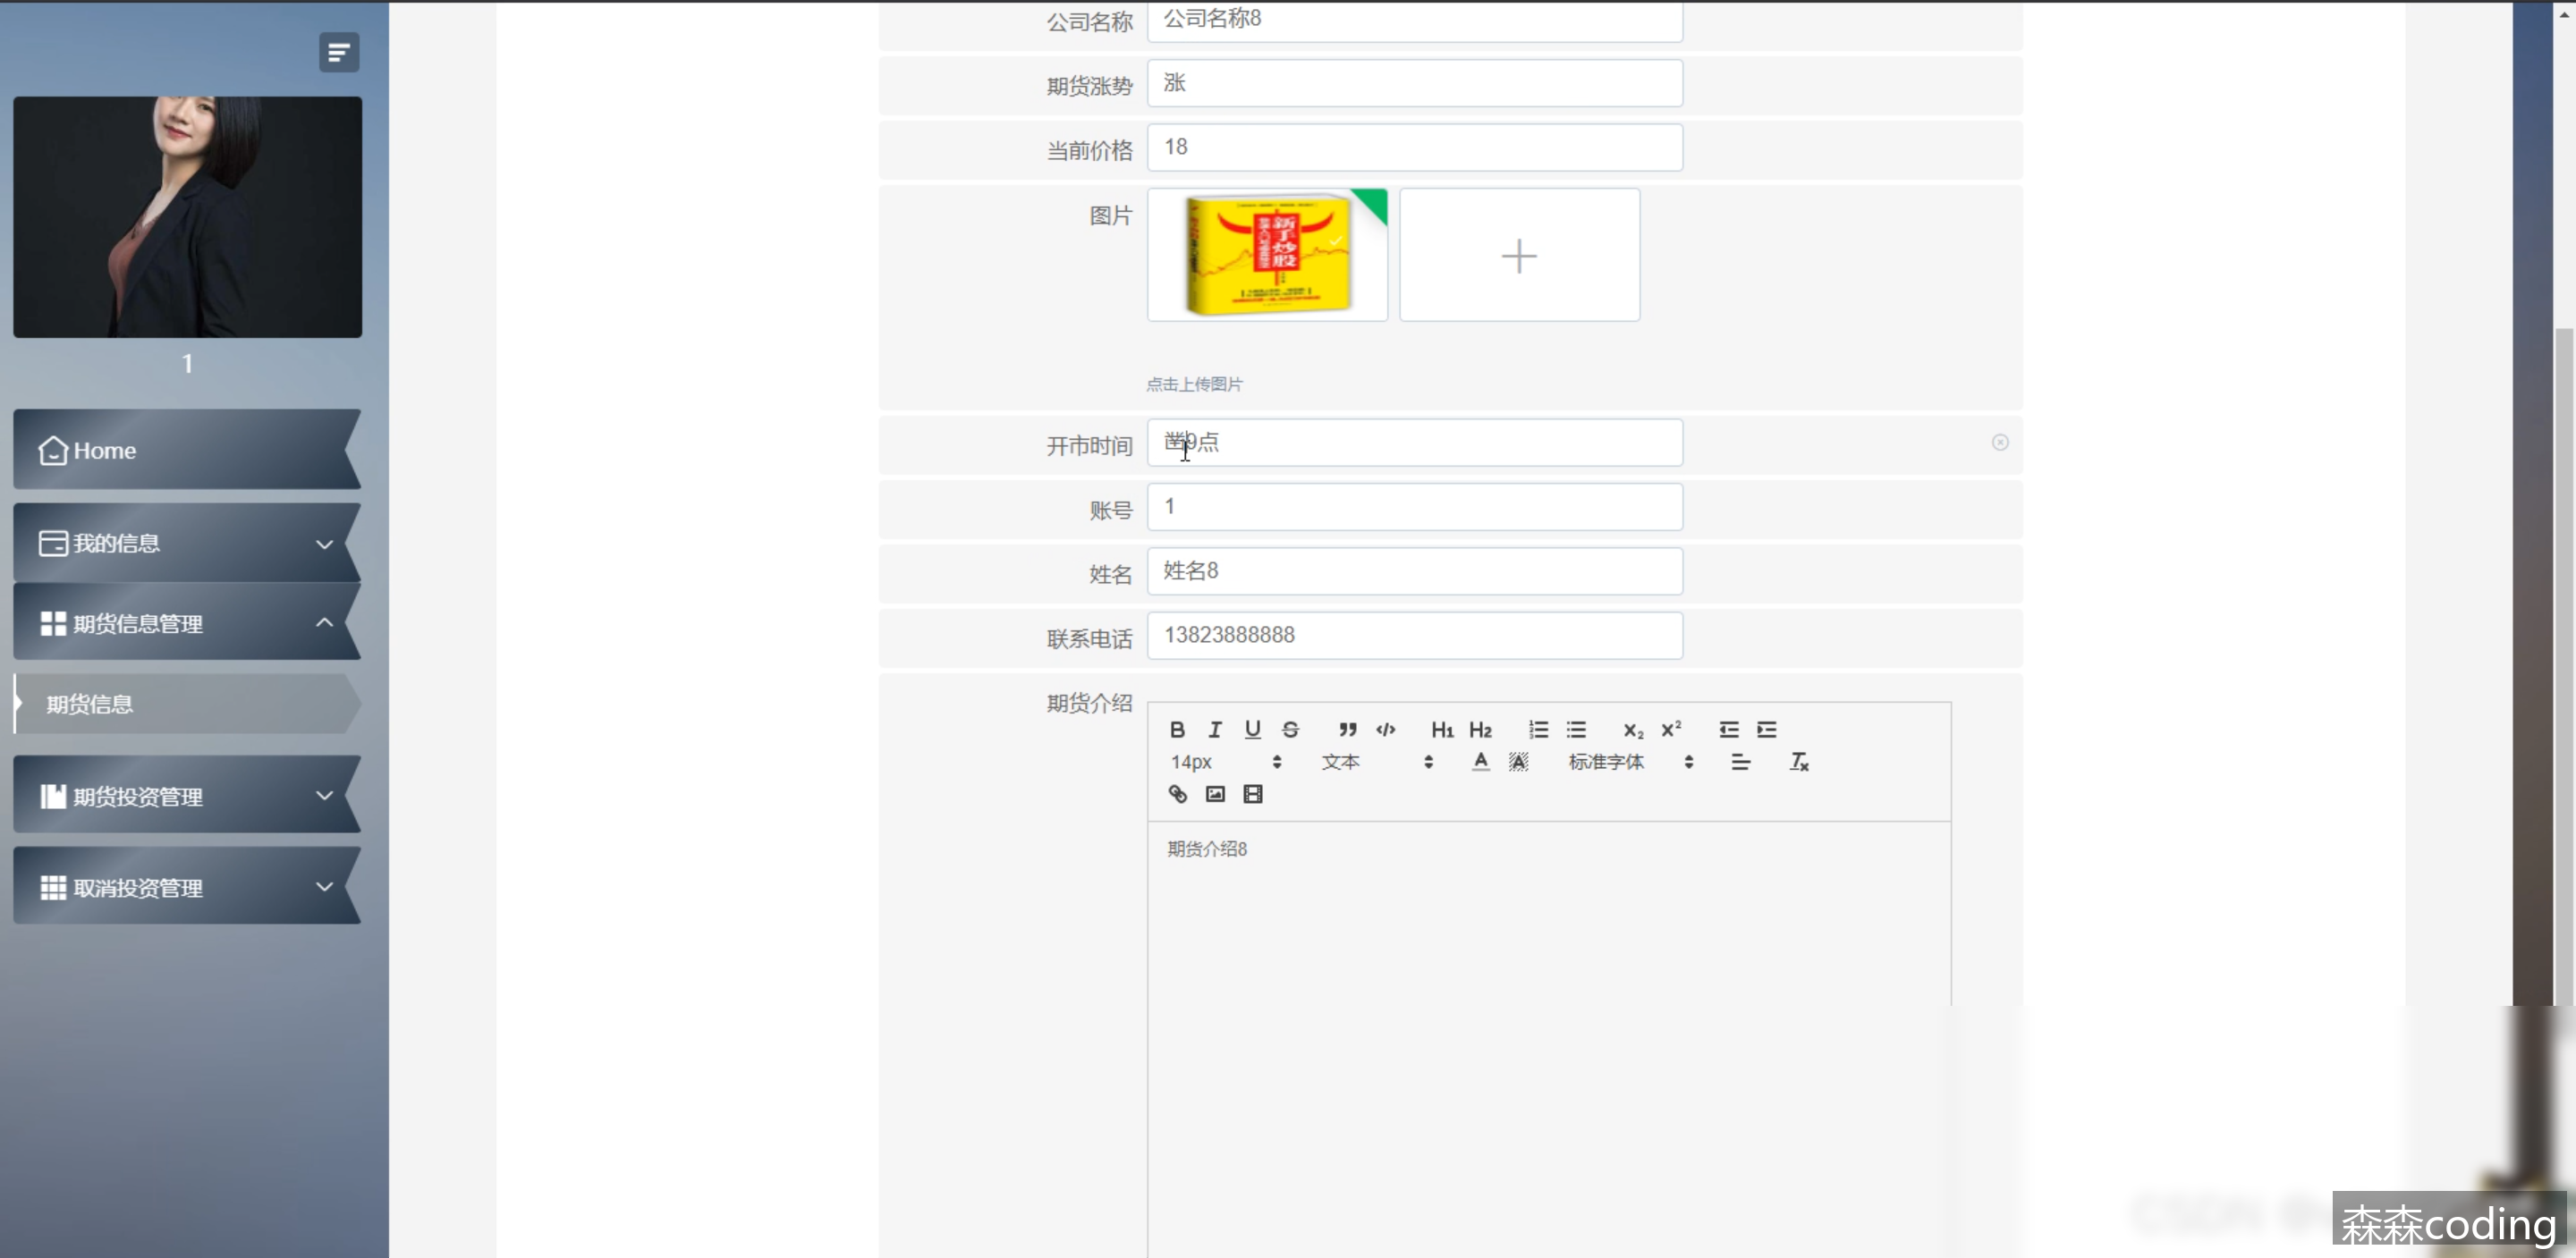 公司名称 公司名称8
期货涨势 涨
当前价格 18
图片
新手炒股
点击上传图片
开市时间 凿9点
账号 1
姓名 姓名8
联系电话 13823888888
期货介绍
B I U S H1 H2 X2 X2
14px 文本 A A 标准字体 Tx
期货介绍8
1
Home
我的信息
期货信息管理
期货信息
期货投资管理
取消投资管理
森森coding